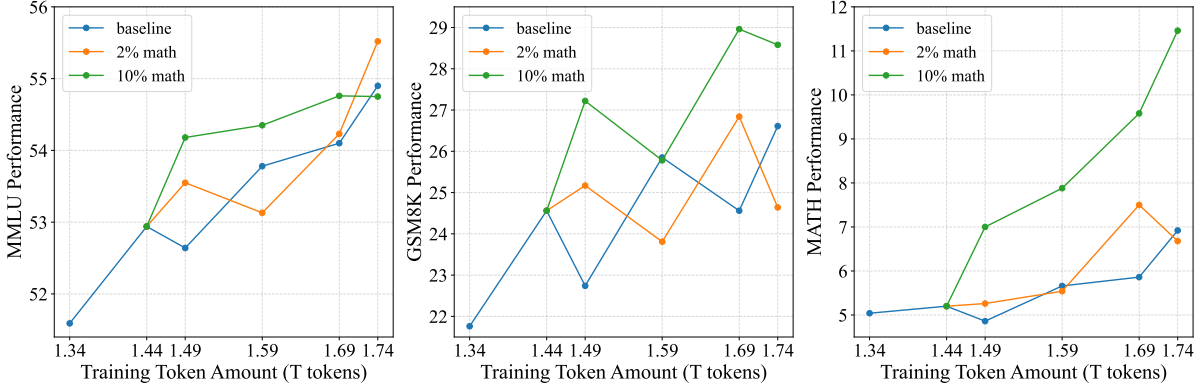 MMLU Performance
56
55
54
53
52
baseline
2% math
10% math
1.34
1.44
1.49
1.59
1.69
1.74
Training Token Amount (T tokens)
GSM8K Performance
29
28
27
26
25
24
23
22
baseline
2% math
10% math
1.34
1.44
1.49
1.59
1.69
1.74
Training Token Amount (T tokens)
MATH Performance
12
11
10
9
8
7
6
5
baseline
2% math
10% math
1.34
1.44
1.49
1.59
1.69
1.74
Training Token Amount (T tokens)